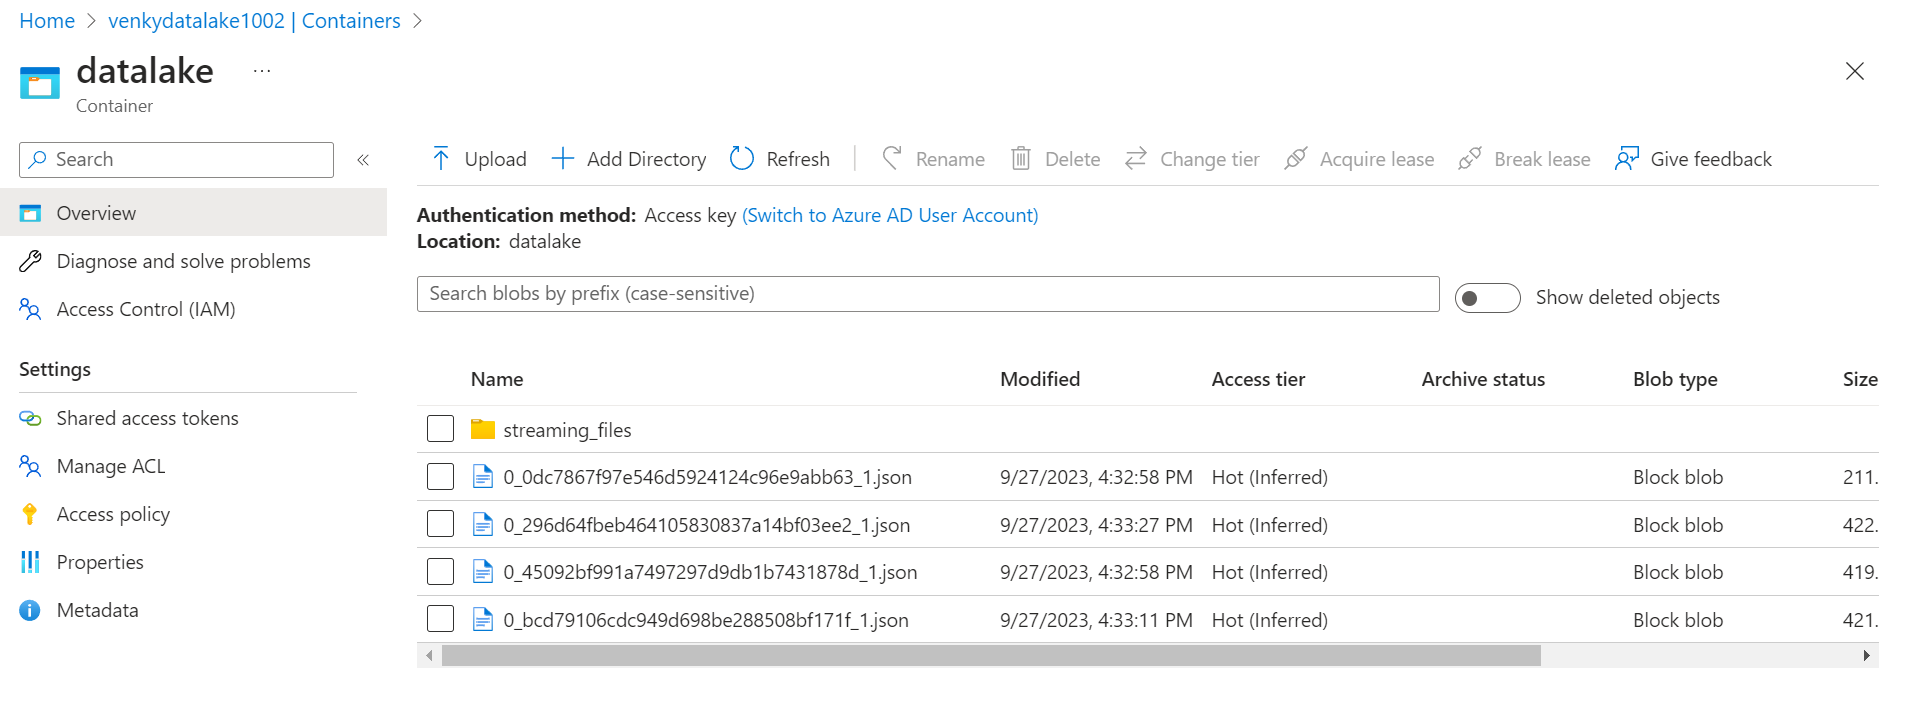 Home > venkydatalake1002 | Containers >
datalake ...
Container
Search «
Overview
Diagnose and solve problems
Access Control (IAM)
Settings
Shared access tokens
Manage ACL
Access policy
Properties
Metadata
Upload Add Directory Refresh Rename Delete Change tier Acquire lease Break lease Give feedback
Authentication method: Access key (Switch to Azure AD User Account)
Location: datalake
Search blobs by prefix (case-sensitive) Show deleted objects
Name Modified Access tier Archive status Blob type Size
streaming_files
0_0dc7867f97e546d5924124c96e9abb63_1.json 9/27/2023, 4:32:58 PM Hot (Inferred) Block blob 211.
0_296d64fbeb464105830837a14bf03ee2_1.json 9/27/2023, 4:33:27 PM Hot (Inferred) Block blob 422.
0_45092bf991a7497297d9db1b7431878d_1.json 9/27/2023, 4:32:58 PM Hot (Inferred) Block blob 419.
0_bcd79106cdc949d698be288508bf171f_1.json 9/27/2023, 4:33:11 PM Hot (Inferred) Block blob 421.